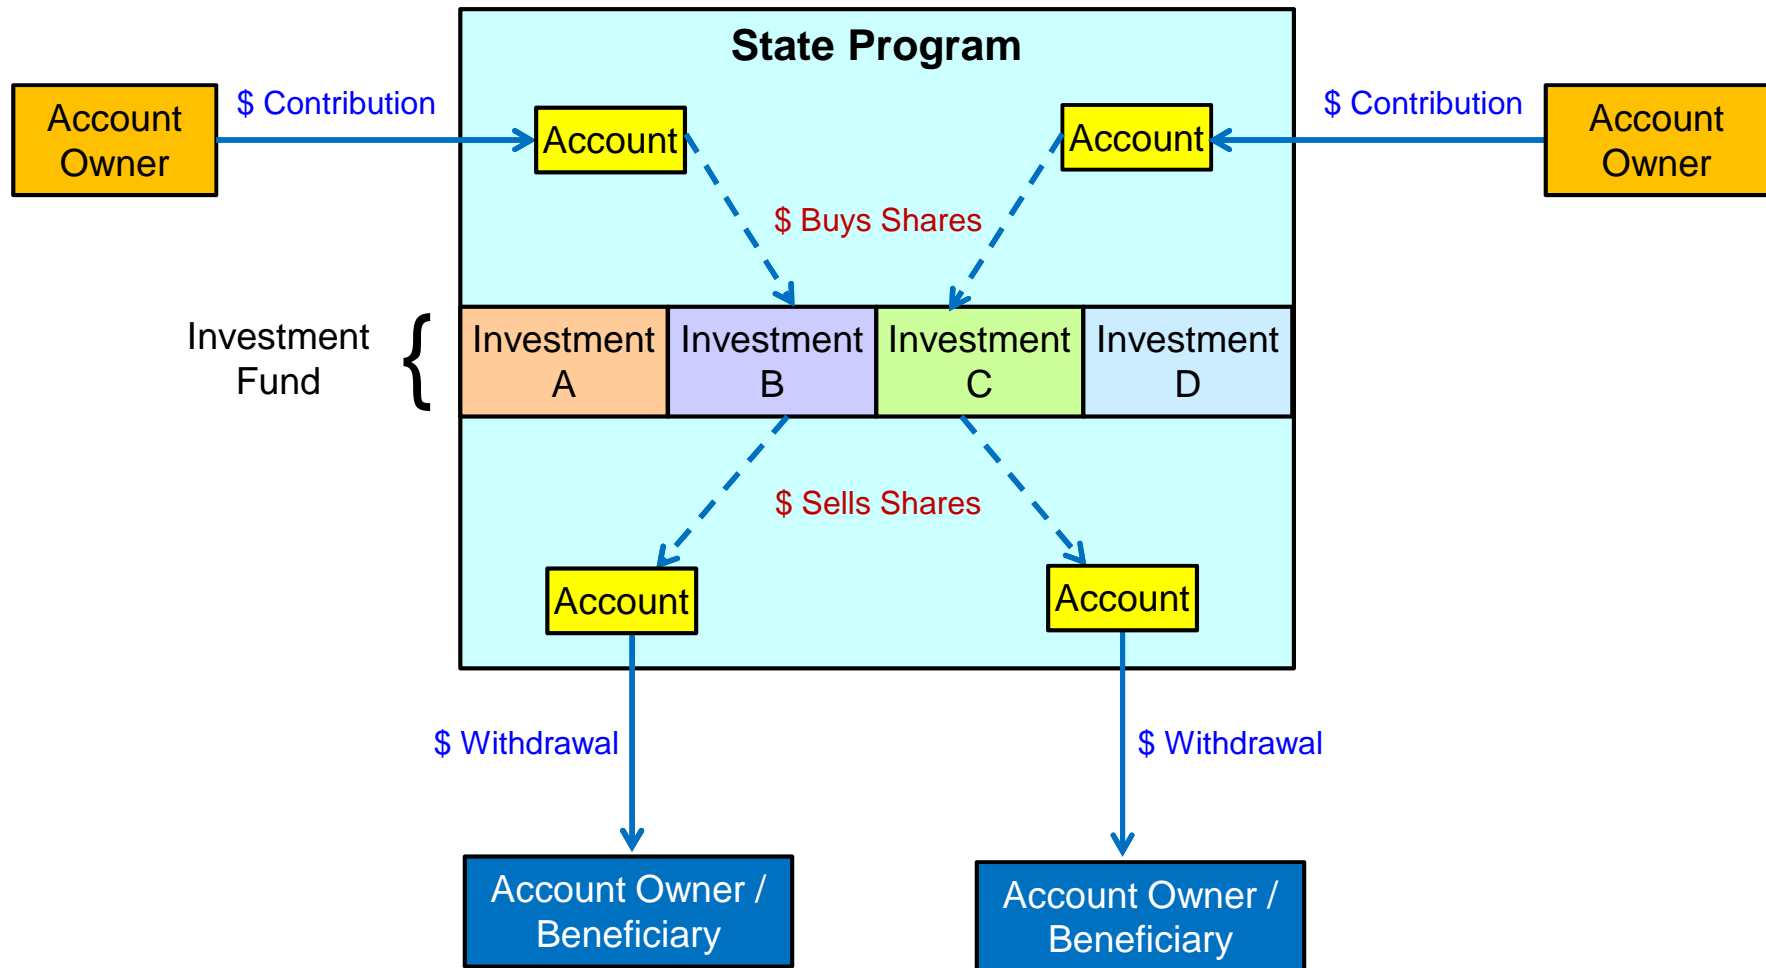 State Program
Account
Owner
$ Contribution
Account
Account
$ Contribution
Account
Owner
$ Buys Shares
Investment
Fund
{
Investment
A
Investment
B
Investment
C
Investment
D
$ Sells Shares
Account
Account
$ Withdrawal
$ Withdrawal
Account Owner /
Beneficiary
Account Owner /
Beneficiary